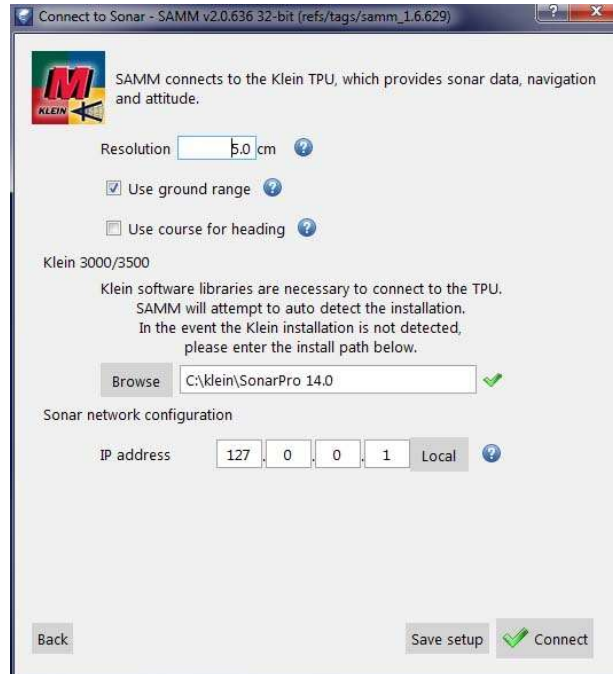 Connect to Sonar - SAMM v2.0.636 32-bit (refs/tags/samm_1.6.629)
M
KLEIN
SAMM connects to the Klein TPU, which provides sonar data, navigation
and attitude.
Resolution 5.0 cm ?
Use ground range ?
Use course for heading ?
Klein 3000/3500
Klein software libraries are necessary to connect to the TPU.
SAMM will attempt to auto detect the installation.
In the event the Klein installation is not detected,
please enter the install path below.
Browse C:\klein\SonarPro 14.0
Sonar network configuration
IP address 127 . 0 . 0 . 1 Local ?
Back Save setup Connect